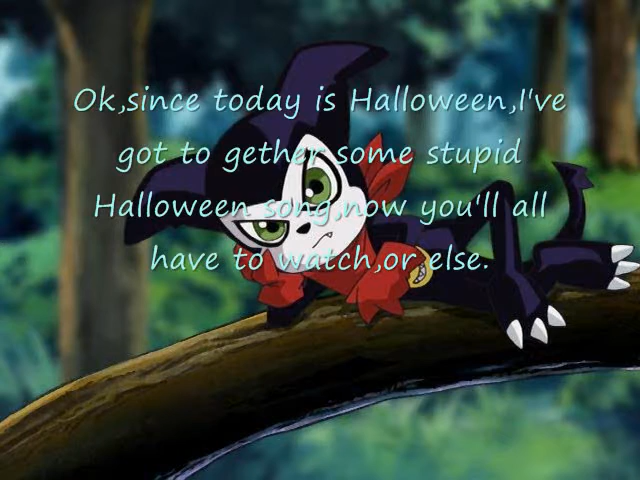 Ok,since today is Halloween,I've
got to gether some stupid
Halloween song,now you'll all
have to watch,or else.